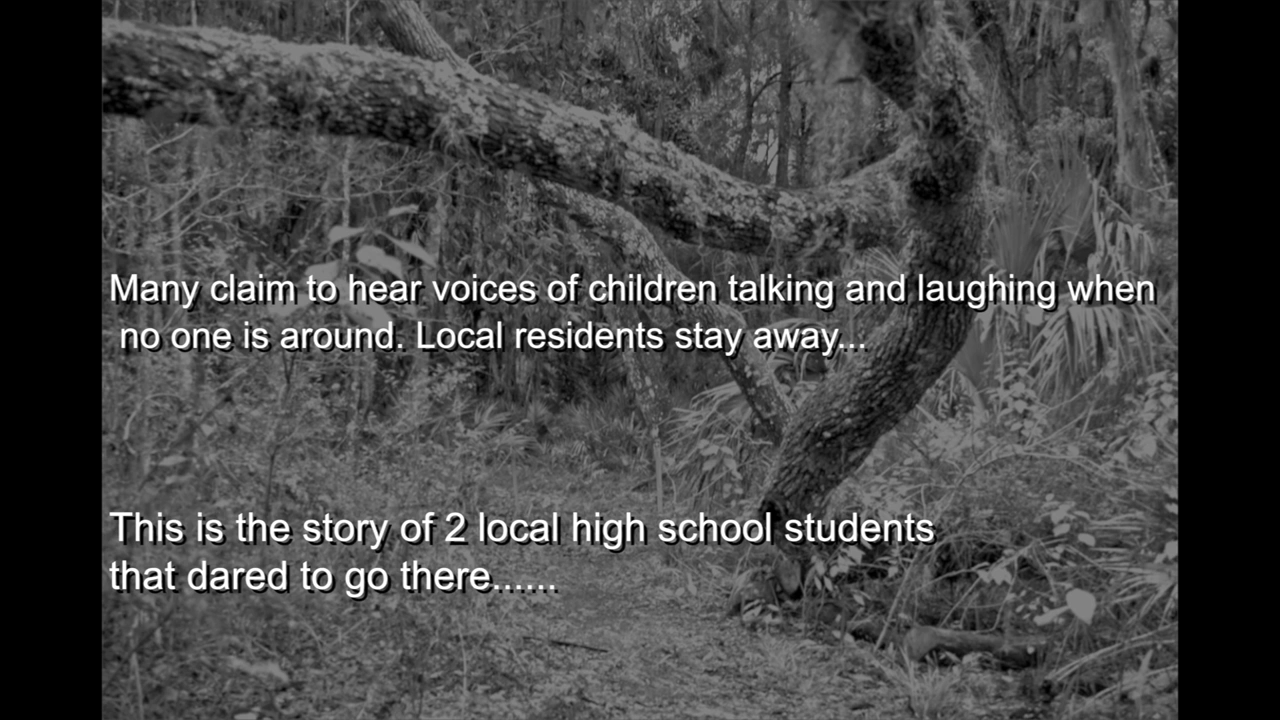 Many claim to hear voices of children talking and laughing when
no one is around. Local residents stay away...
This is the story of 2 local high school students
that dared to go there......